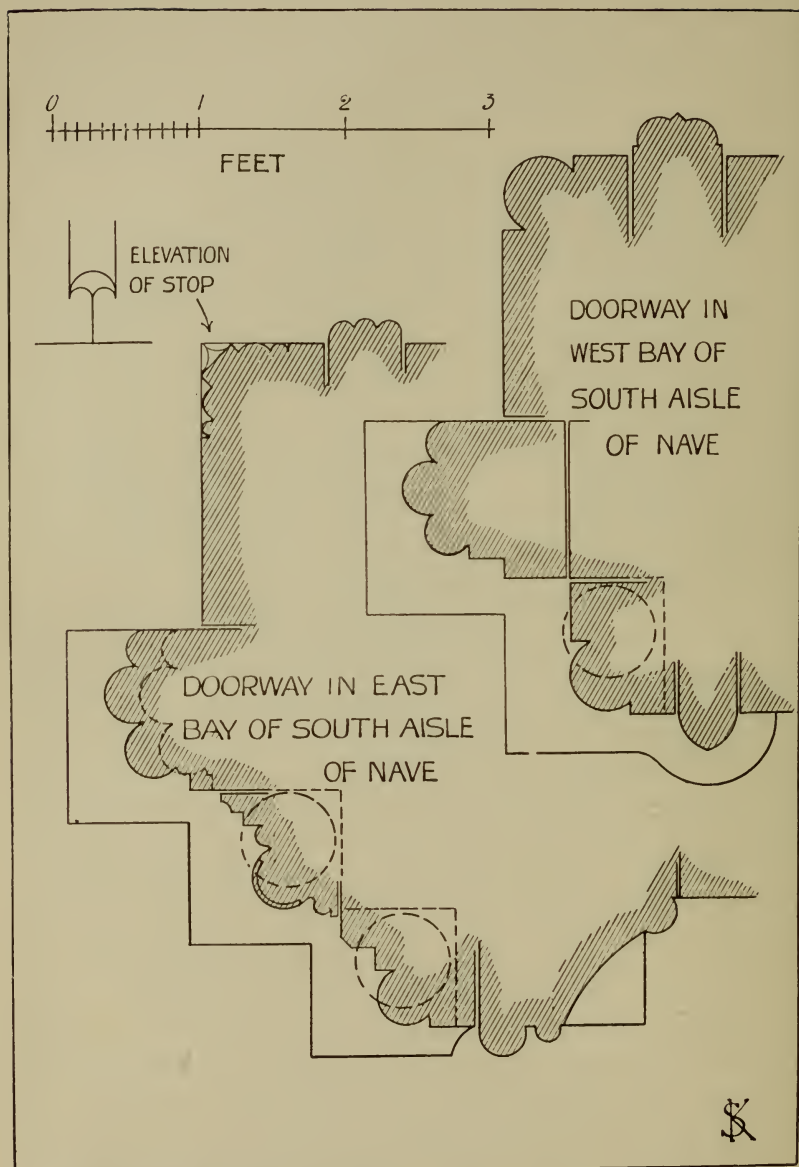 0 1 2 3
FEET
ELEVATION
OF STOP
DOORWAY IN
WEST BAY OF
SOUTH AISLE
OF NAVE
DOORWAY IN EAST
BAY OF SOUTH AISLE
OF NAVE